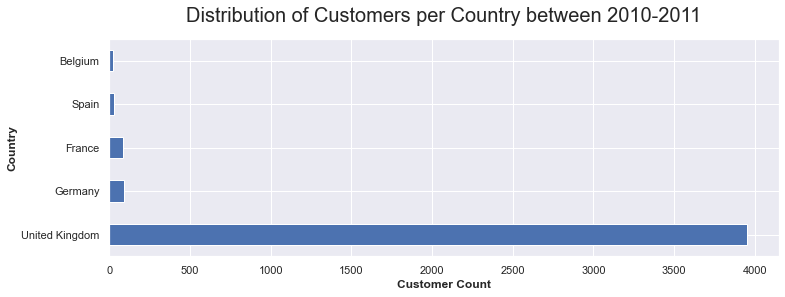 Distribution of Customers per Country between 2010-2011
Country
Belgium
Spain
France
Germany
United Kingdom
0 500 1000 1500 2000 2500 3000 3500 4000
Customer Count